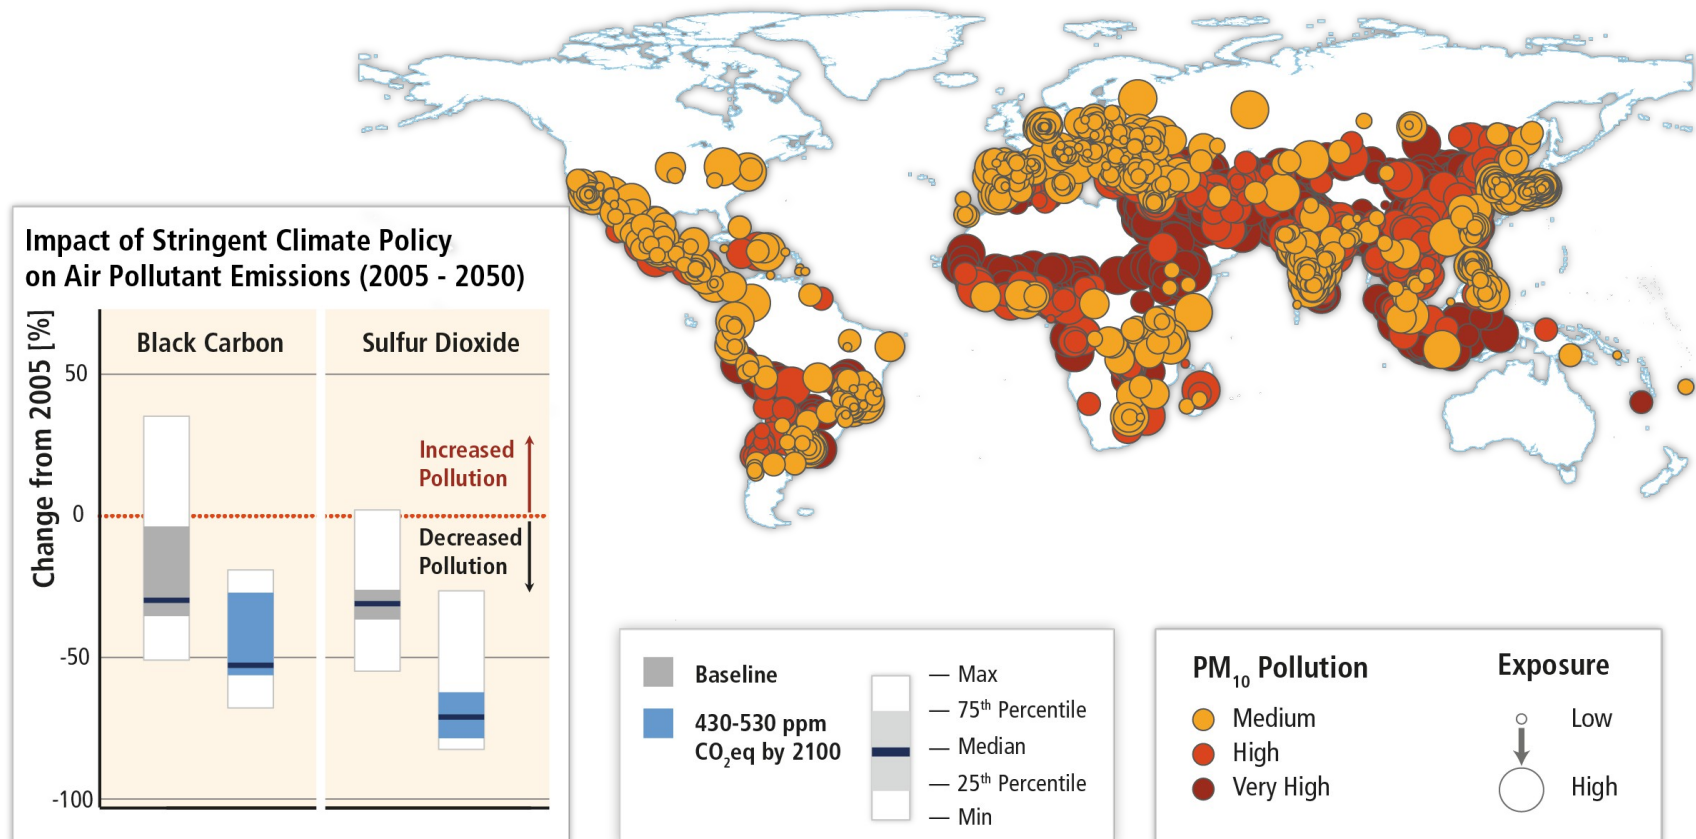 Impact of Stringent Climate Policy
on Air Pollutant Emissions (2005 - 2050)
Change from 2005 [%]
Black Carbon
Sulfur Dioxide
50
0
-50
-100
Increased
Pollution
Decreased
Pollution
Baseline
430-530 ppm
CO₂eq by 2100
— Max
— 75th Percentile
— Median
— 25th Percentile
— Min
PM₁₀ Pollution
Medium
High
Very High
Exposure
Low
High